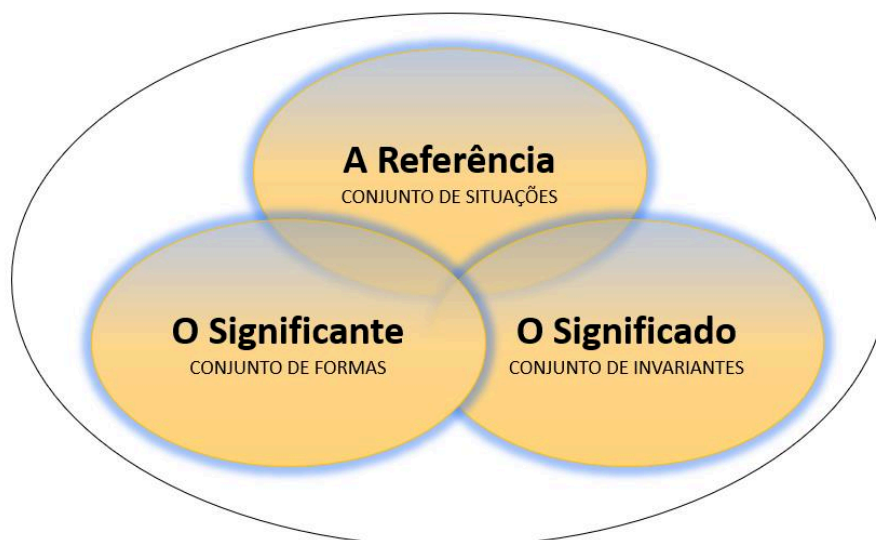 A Referência
CONJUNTO DE SITUAÇÕES
O Significante
CONJUNTO DE FORMAS
O Significado
CONJUNTO DE INVARIANTES